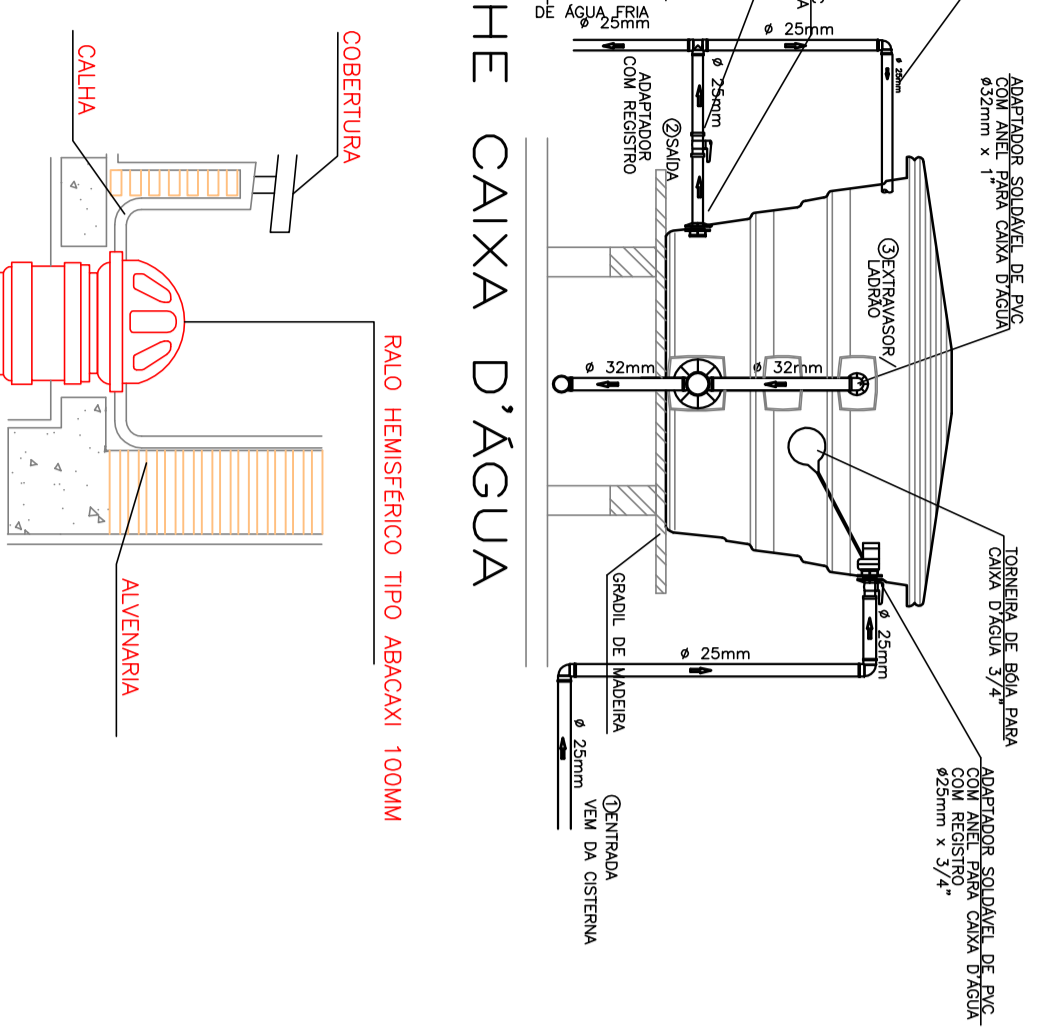 ADAPTADOR SOLDÁVEL DE PVC
COM ANEL PARA CAIXA D'ÁGUA
Ø32mm x 1"
TORNEIRA DE BÓIA PARA
CAIXA D'ÁGUA 3/4"
ADAPTADOR SOLDÁVEL DE PVC
COM ANEL PARA CAIXA D'ÁGUA
COM REGISTRO
Ø25mm x 3/4"
ø 25mm
③EXTRAVASOR/
LADRÃO
ø 25mm
ø 25mm
ø 25mm
DE ÁGUA FRIA
②SAÍDA
ADAPTADOR
COM REGISTRO
ø 25mm
ø 32mm
ø 32mm
GRADIL DE MADEIRA
ø 25mm
ø 25mm
①ENTRADA
VEM DA CISTERNA
HE CAIXA D'ÁGUA
COBERTURA
CALHA
RALO HEMISFÉRICO TIPO ABACAXI 100MM
ALVENARIA